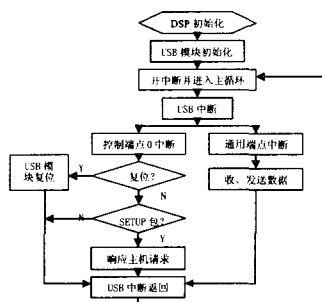 DSP 初始化
USB 模块初始化
开中断并进入主循环
USB 中断
控制端点 0 中断
通用端点中断
USB 模
块复位
Y
复位?
收、发送数据
N
N
SETUP 包?
Y
响应主机请求
USB 中断返回